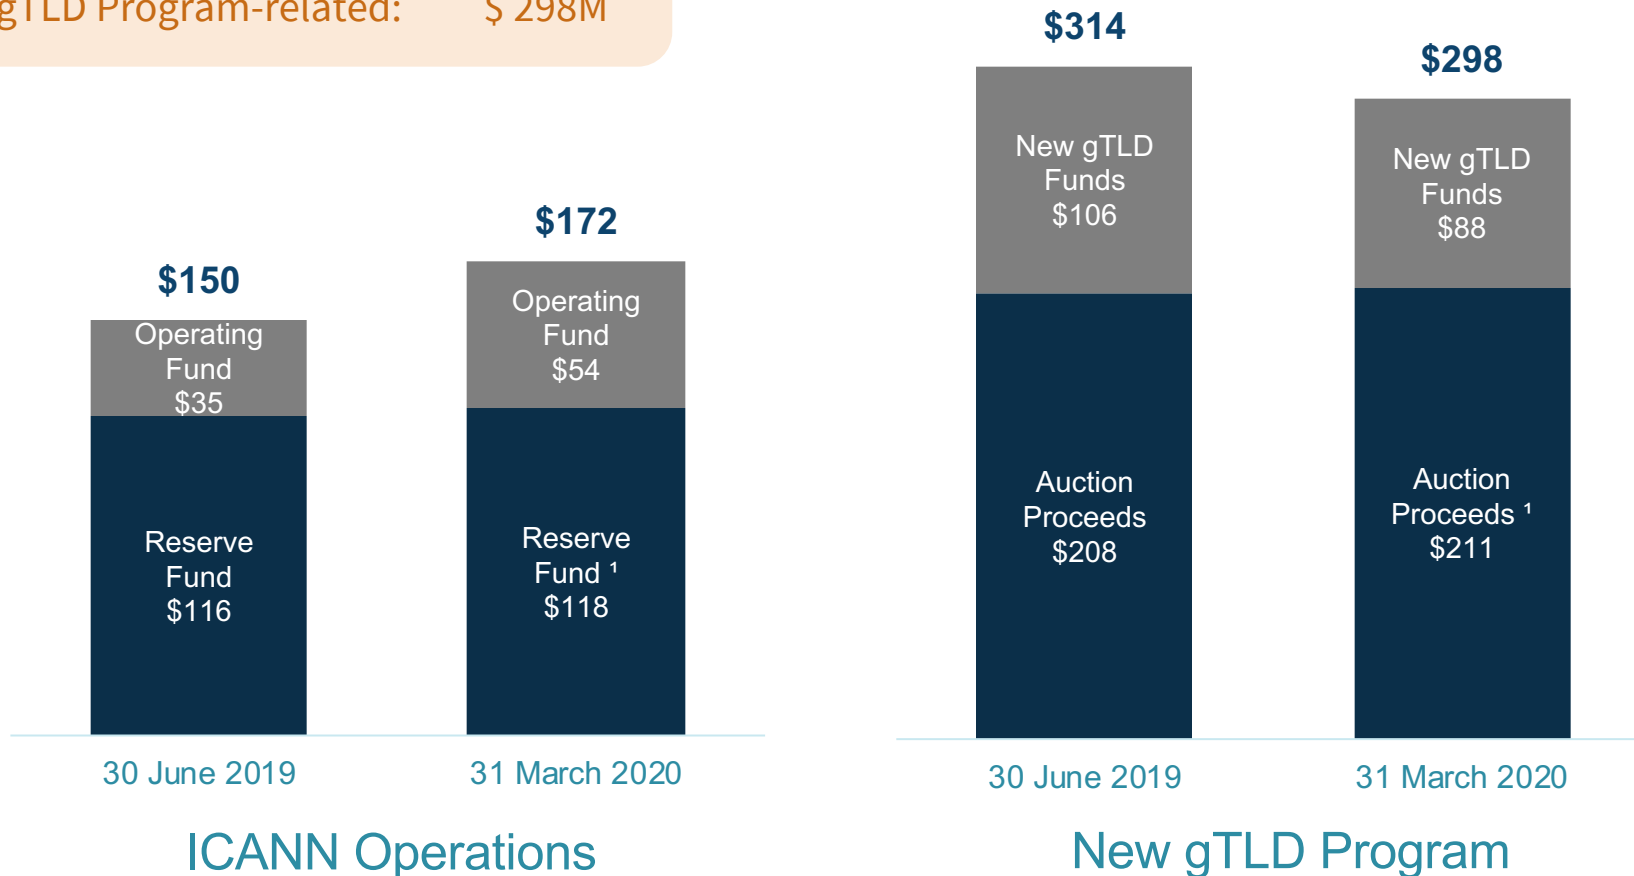 gTLD Program-related: $ 298M
$150
Operating
Fund
$35
Reserve
Fund
$116
30 June 2019
$172
Operating
Fund
$54
Reserve
Fund ¹
$118
31 March 2020
ICANN Operations
$314
New gTLD
Funds
$106
Auction
Proceeds
$208
30 June 2019
$298
New gTLD
Funds
$88
Auction
Proceeds ¹
$211
31 March 2020
New gTLD Program